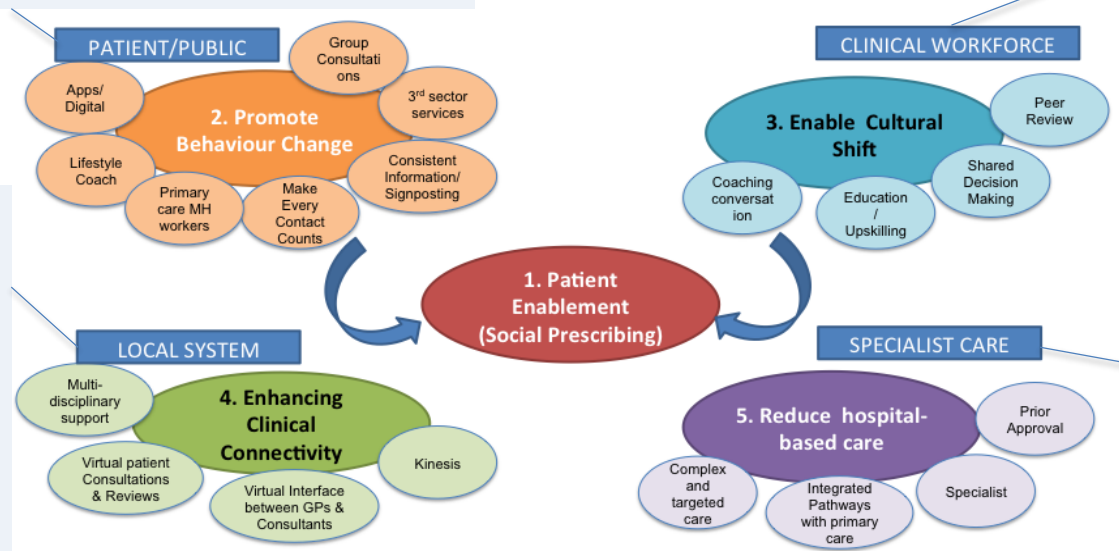 PATIENT/PUBLIC
Group
Consultati
ons
Apps/
Digital
2. Promote
Behaviour Change
3rd sector
services
Lifestyle
Coach
Primary
care MH
workers
Make
Every
Contact
Counts
Consistent
Information/
Signposting
CLINICAL WORKFORCE
3. Enable Cultural
Shift
Peer
Review
Coaching
conversat
ion
Education
/
Upskilling
Shared
Decision
Making
1. Patient
Enablement
(Social Prescribing)
LOCAL SYSTEM
Multi-
disciplinary
support
4. Enhancing
Clinical
Connectivity
Virtual patient
Consultations
& Reviews
Virtual Interface
between GPs &
Consultants
Kinesis
SPECIALIST CARE
5. Reduce hospital-
based care
Prior
Approval
Complex
and
targeted
care
Integrated
Pathways
with primary
care
Specialist